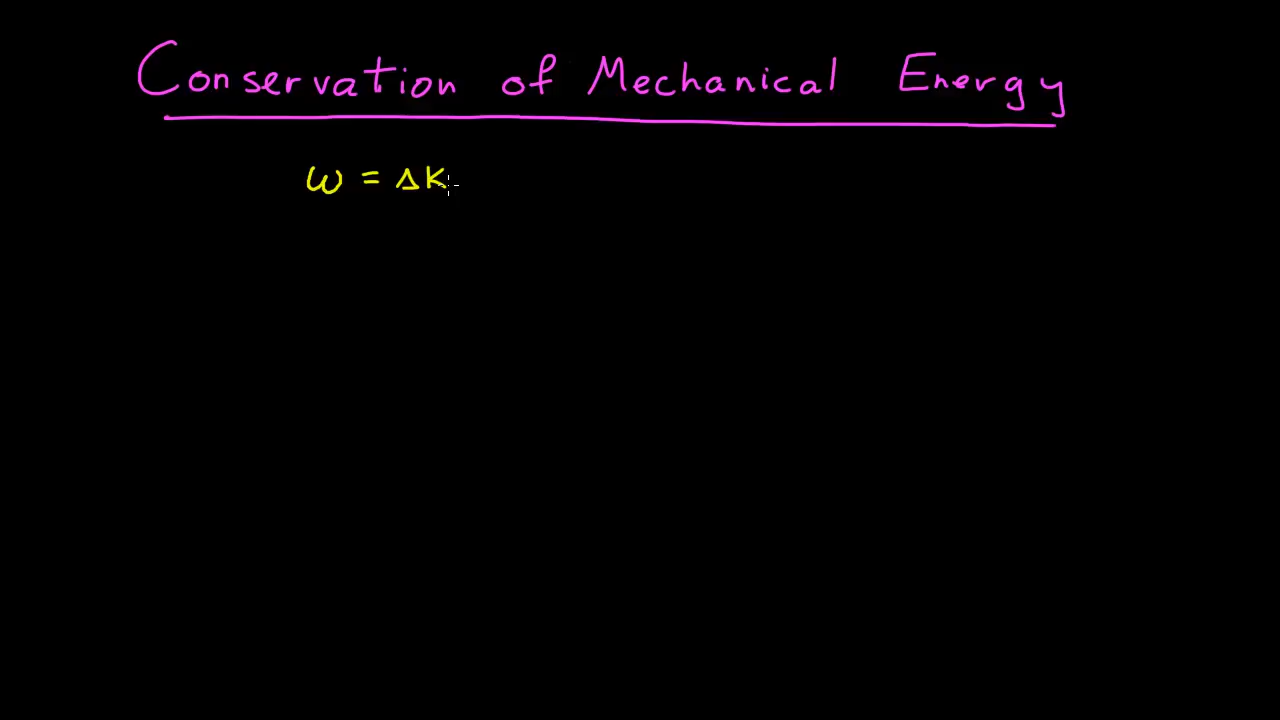 Conservation of Mechanical Energy
W = ΔK